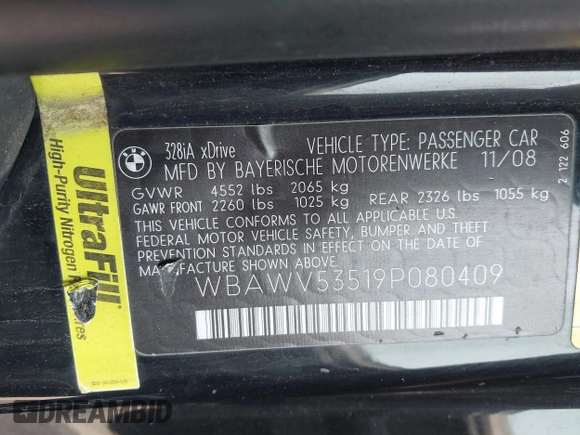 BMW
328iA xDrive
VEHICLE TYPE: PASSENGER CAR
MFD BY BAYERISCHE MOTORENWERKE 11/08
GVWR 4552 lbs 2065 kg
GAWR FRONT 2260 lbs 1025 kg REAR 2326 lbs 1055 kg
THIS VEHICLE CONFORMS TO ALL APPLICABLE U.S.
FEDERAL MOTOR VEHICLE SAFETY, BUMPER AND THEFT
PREVENTION STANDARDS IN EFFECT ON THE DATE OF
MANUFACTURE SHOWN ABOVE.
WBAWV53519P080409
2 122 606
UltraFill
High-Purity Nitrogen
DREAMBID